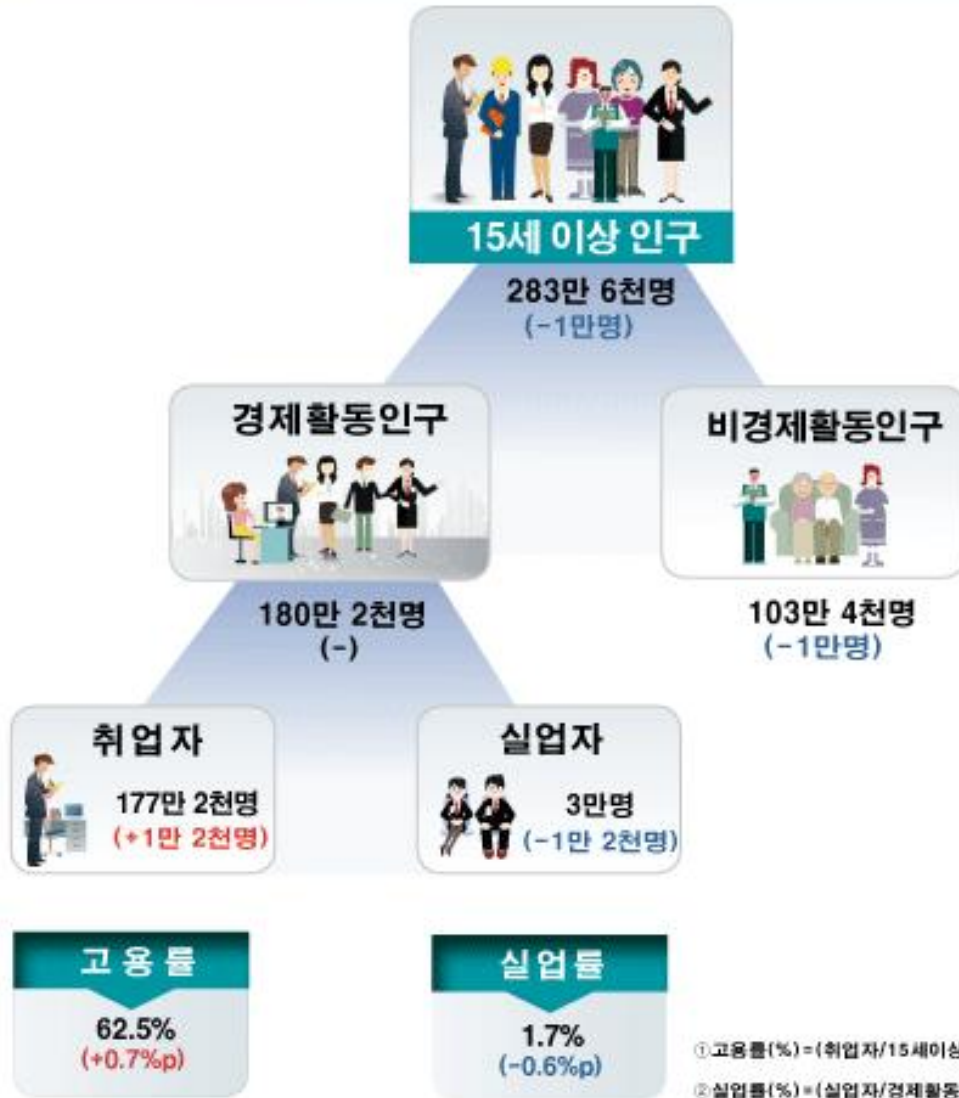 15세 이상 인구
283만 6천명
(-1만명)
경제활동인구
180만 2천명
(-)
비경제활동인구
103만 4천명
(-1만명)
취업자
177만 2천명
(+1만 2천명)
실업자
3만명
(-1만 2천명)
고용률
62.5%
(+0.7%p)
실업률
1.7%
(-0.6%p)
①고용률(%)=(취업자/15세이상
②실업률(%)=(실업자/경제활동